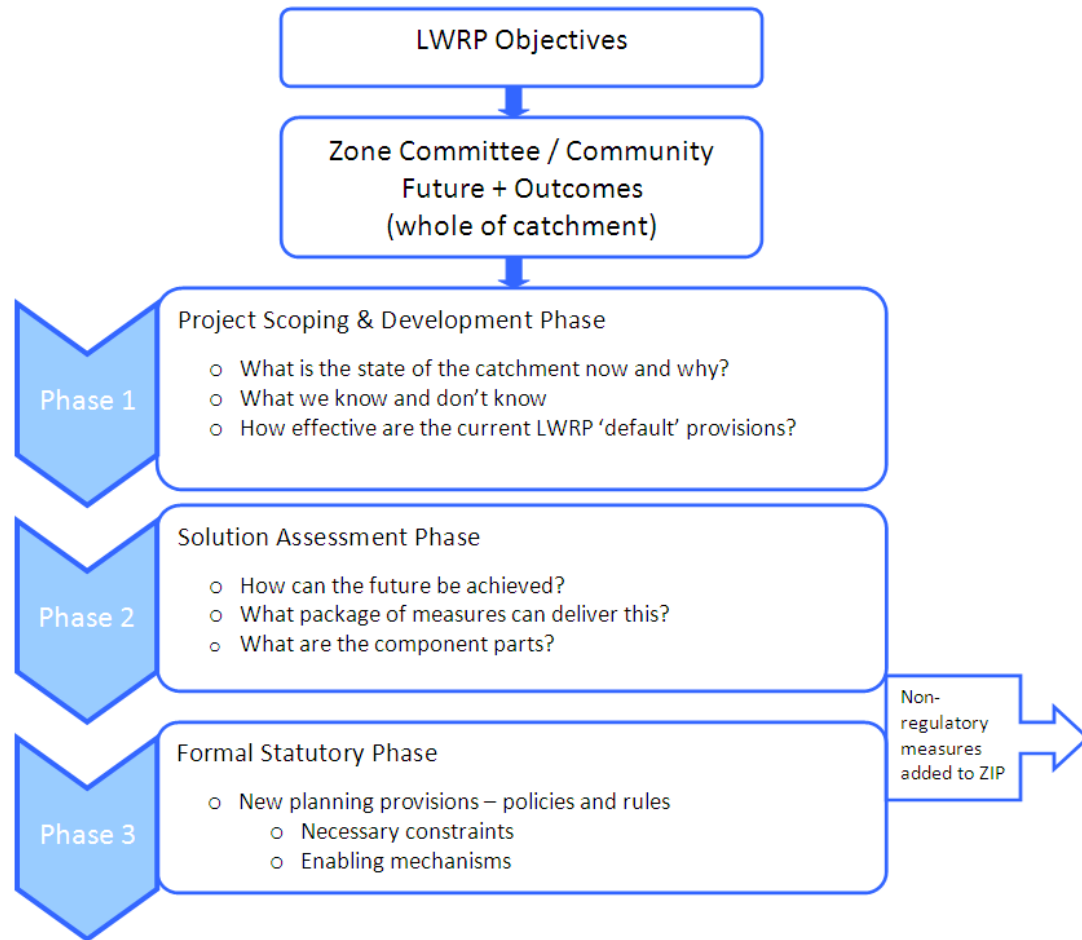 LWRP Objectives
Zone Committee / Community
Future + Outcomes
(whole of catchment)
Phase 1
Project Scoping & Development Phase
o What is the state of the catchment now and why?
o What we know and don’t know
o How effective are the current LWRP ‘default’ provisions?
Phase 2
Solution Assessment Phase
o How can the future be achieved?
o What package of measures can deliver this?
o What are the component parts?
Non-
regulatory
measures
added to ZIP
Phase 3
Formal Statutory Phase
o New planning provisions – policies and rules
o Necessary constraints
o Enabling mechanisms